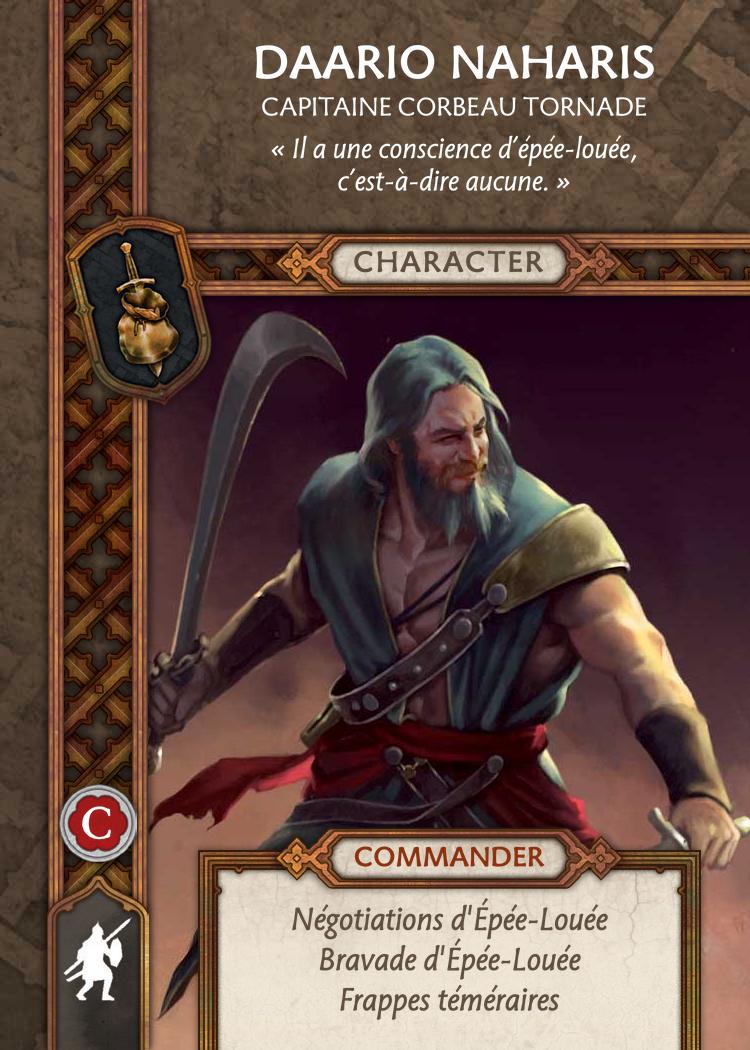 DAARIO NAHARIS
CAPITAINE CORBEAU TORNADE
« Il a une conscience d'épée-louée,
c'est-à-dire aucune. »
CHARACTER
C
COMMANDER
Négotiations d'Épée-Louée
Bravade d'Épée-Louée
Frappes téméraires